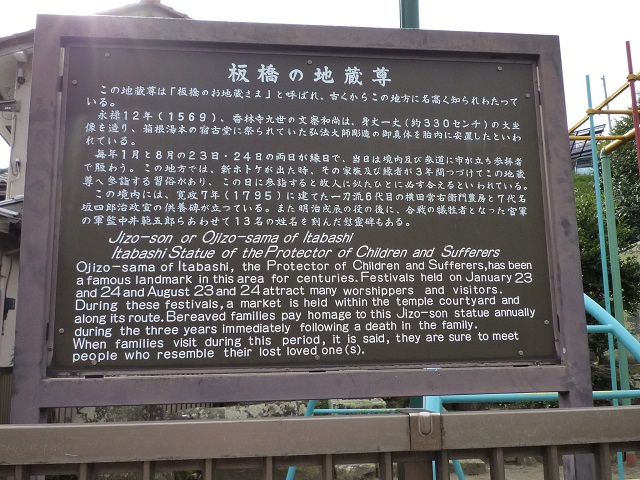 板橋の地蔵尊
この地蔵尊は「板橋のお地蔵さま」と呼ばれ、古くからこの地方に名高く知られわたって
いる。
永禄12年(1569)、香林寺九世の文察和尚は、身丈一丈(約330センチ)の大坐
像を造り、箱根湯本の宿古堂に祭られていた弘法大師彫造の御真体を胎内に安置したといわ
れている。
毎年1月と8月の23日・24日の両日が縁日で、当日は境内及び参道に市が立ち参拝者
で賑わう。この地方では、新ホトケが出た時、その家族及び縁者が3年間つづけてこの地蔵
尊へ参詣する習俗があり、この日に参詣すると故人に似たひとに必ず合えるといわれている。
この境内には、寛政7年(1795)に建てた一刀流6代目の横田常右衛門豊房と7代名
坂四郎治政宣の供養碑が立っている。また明治戊辰の役の後に、合戦の犠牲者となった官軍
の軍監中井範五郎らあわせて13名の姓名を刻んだ慰霊碑もある。
Jizo-son or Ojizo-sama of Itabashi
Itabashi Statue of the Protector of Children and Sufferers
Ojizo-sama of Itabashi, the Protector of Children and Sufferers,has been
a famous landmark in this area for centuries. Festivals held on January 23
and 24 and August 23 and 24 attract many worshippers and visitors.
During these festivals, a market is held within the temple courtyard and
along its route. Bereaved families pay homage to this Jizo-son statue annually
during the three years immediately following a death in the family.
When families visit during this period, it is said, they are sure to meet
people who resemble their lost loved one(s).